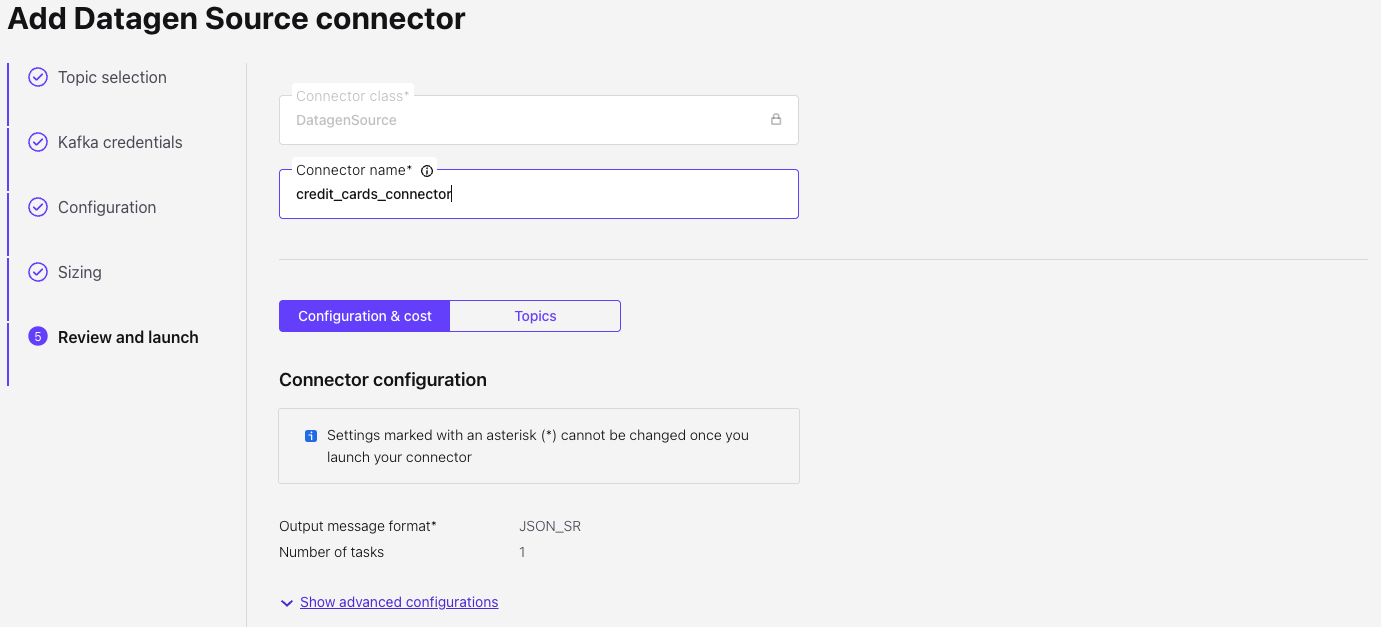 Add Datagen Source connector
Topic selection
Kafka credentials
Configuration
Sizing
5 Review and launch
Connector class*
DatagenSource
Connector name*
credit_cards_connector
Configuration & cost
Topics
Connector configuration
Settings marked with an asterisk (*) cannot be changed once you
launch your connector
Output message format* JSON_SR
Number of tasks 1
Show advanced configurations